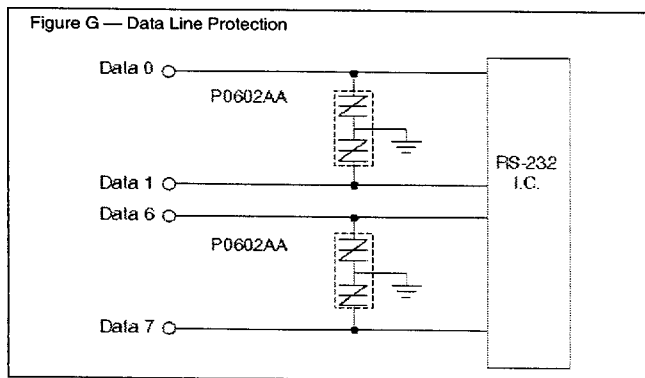 Figure G — Data Line Protection
Data 0
P0602AA
RS-232
I.C.
Data 1
Data 6
P0602AA
Data 7